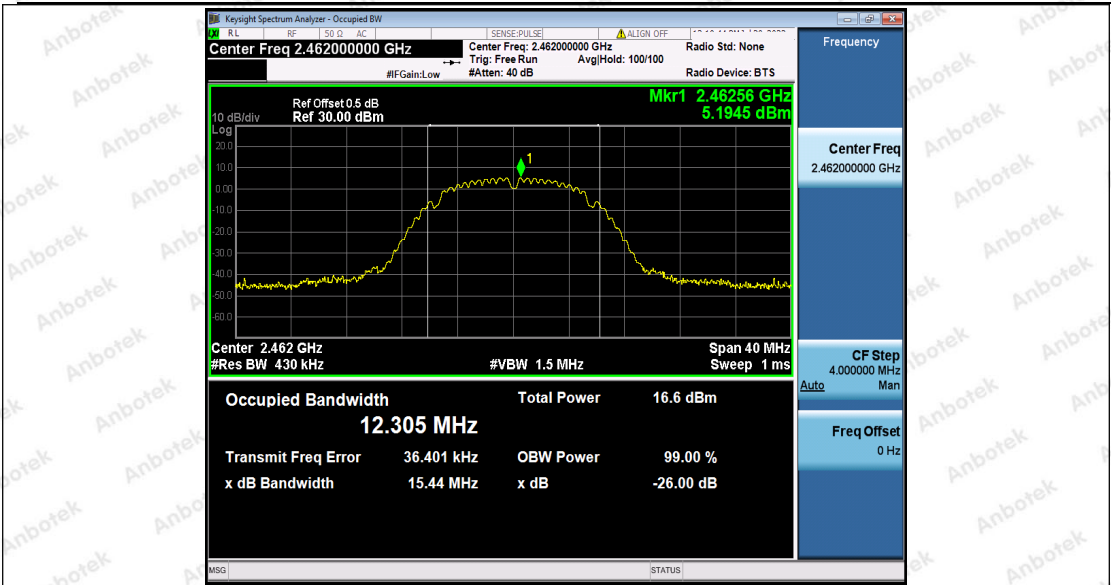 Keysight Spectrum Analyzer - Occupied BW
RL RF 50 Ω AC SENSE:PULSE ALIGN OFF
Center Freq 2.462000000 GHz
Center Freq: 2.462000000 GHz
Radio Std: None
Trig: Free Run
Avg|Hold: 100/100
#IFGain:Low
#Atten: 40 dB
Radio Device: BTS
Frequency
Mkr1 2.46256 GHz
5.1945 dBm
Ref Offset 0.5 dB
10 dB/div Ref 30.00 dBm
Log
20.0
10.0
0.00
-10.0
-20.0
-30.0
-40.0
-50.0
-60.0
1
Center 2.462 GHz
Span 40 MHz
#Res BW 430 kHz
#VBW 1.5 MHz
Sweep 1 ms
Center Freq
2.462000000 GHz
CF Step
4.000000 MHz
Auto Man
Freq Offset
0 Hz
Occupied Bandwidth
12.305 MHz
Total Power 16.6 dBm
Transmit Freq Error 36.401 kHz
OBW Power 99.00 %
x dB Bandwidth 15.44 MHz
x dB -26.00 dB
MSG
STATUS
Anbotek